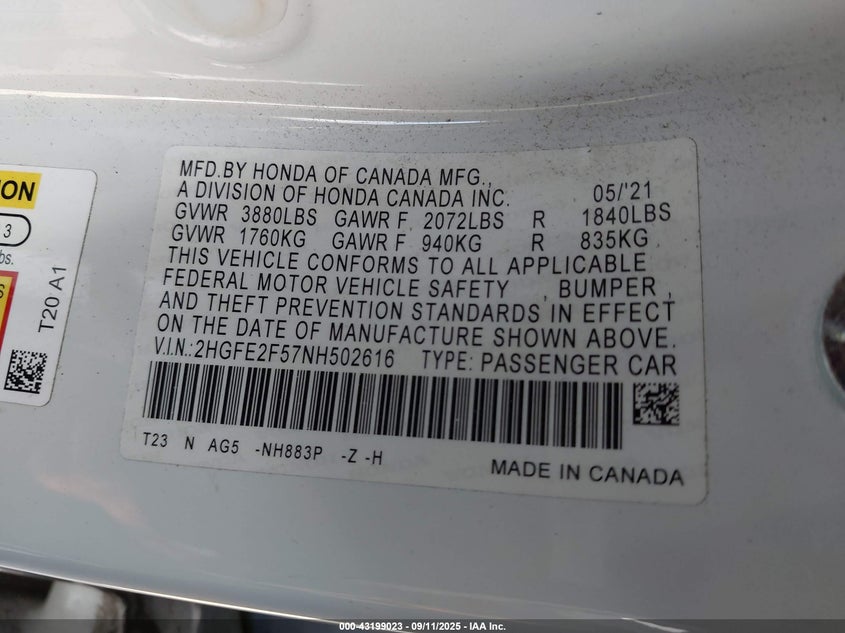 MFD.BY HONDA OF CANADA MFG.,
A DIVISION OF HONDA CANADA INC. 05/'21
GVWR 3880LBS GAWR F 2072LBS R 1840LBS
GVWR 1760KG GAWR F 940KG R 835KG
THIS VEHICLE CONFORMS TO ALL APPLICABLE
FEDERAL MOTOR VEHICLE SAFETY , BUMPER ,
AND THEFT PREVENTION STANDARDS IN EFFECT
ON THE DATE OF MANUFACTURE SHOWN ABOVE.
V.I.N.:2HGFE2F57NH502616 TYPE: PASSENGER CAR
T23 N AG5 -NH883P -Z -H
MADE IN CANADA
3
T20 A1
000-43199023 - 09/11/2025 - IAA Inc.